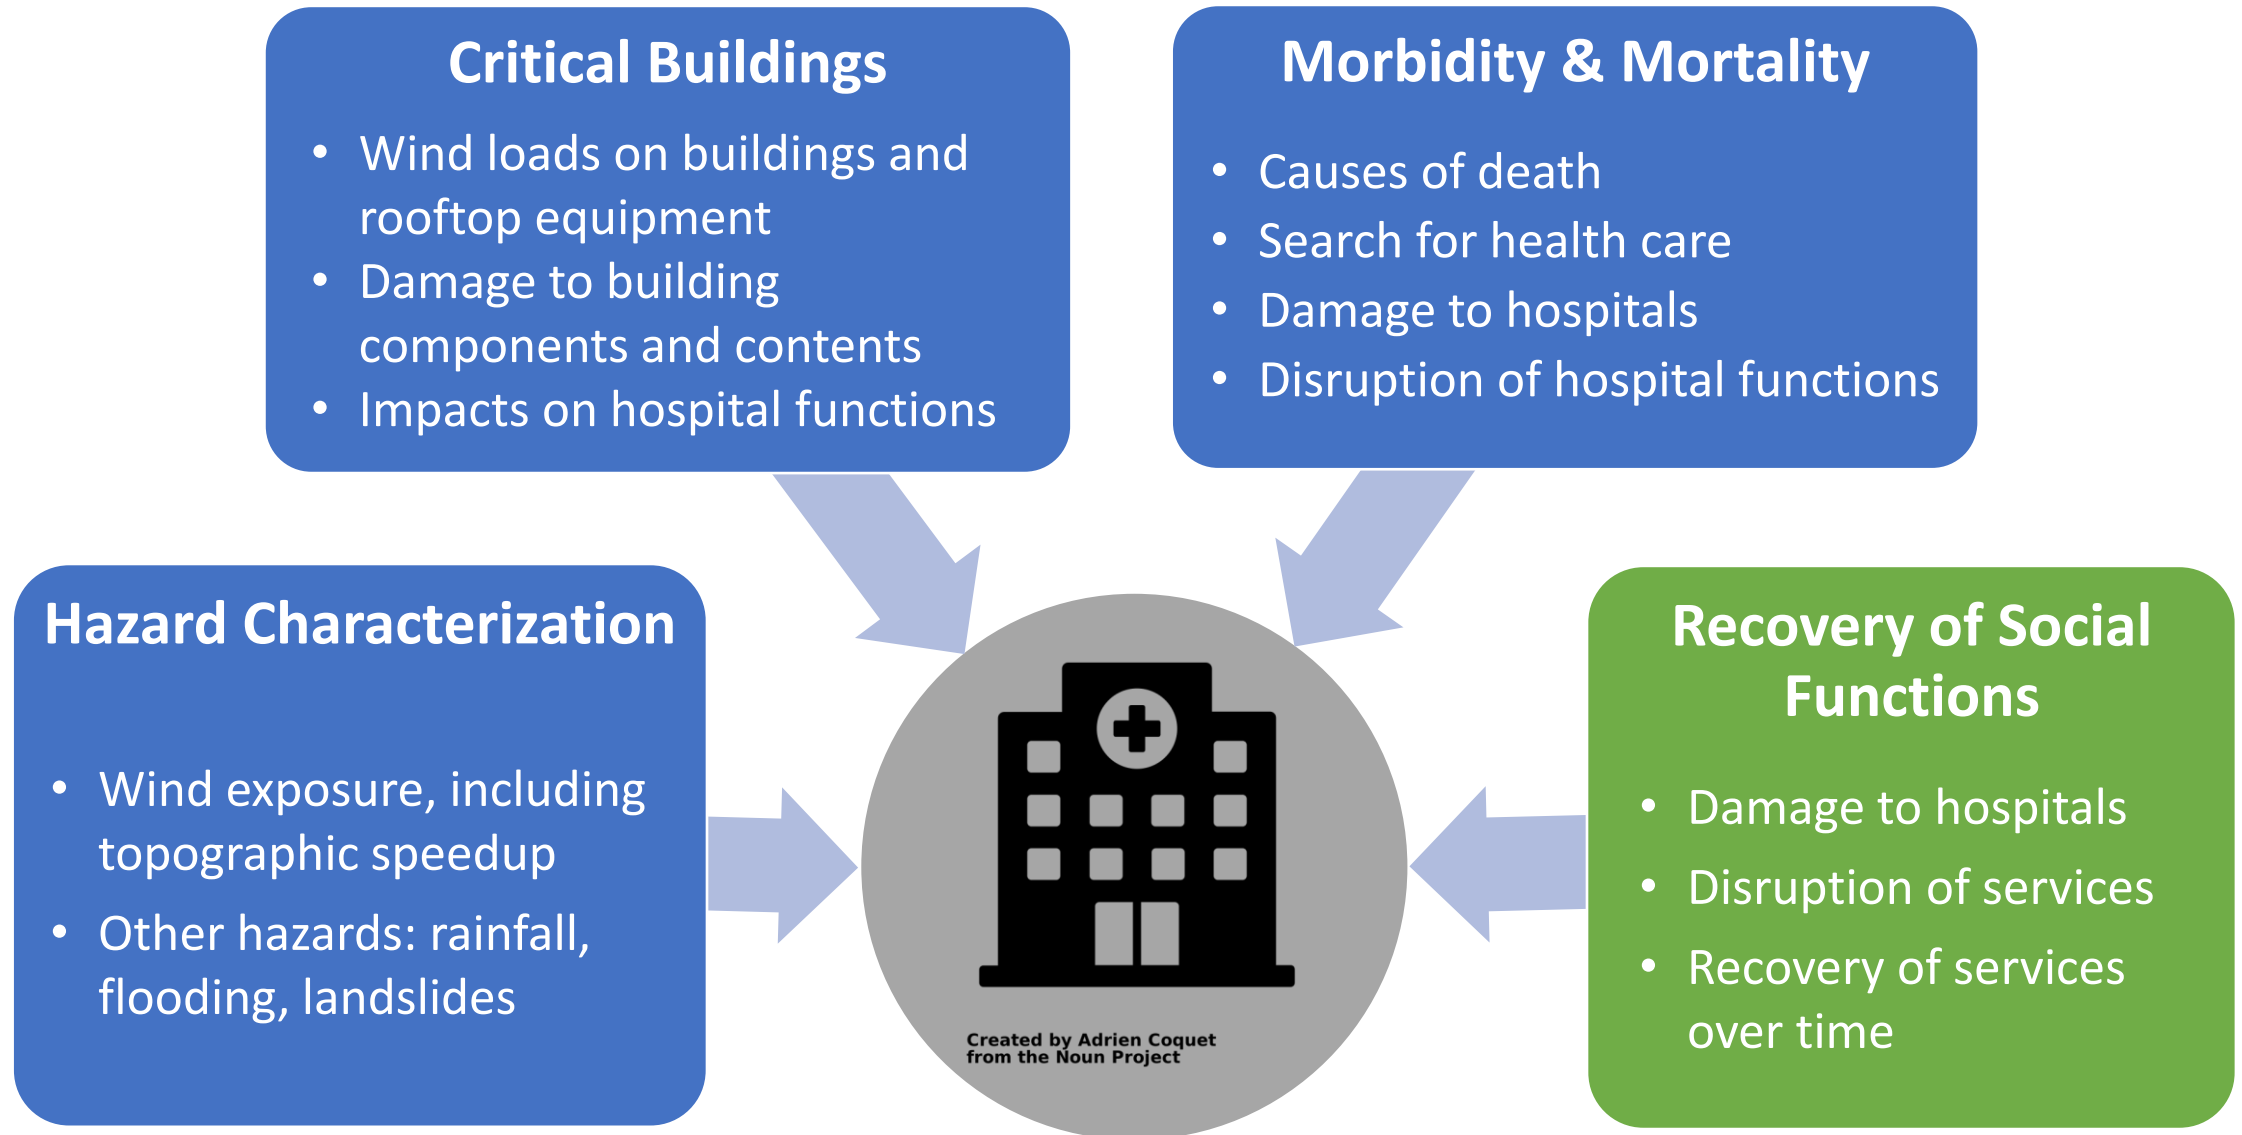 Critical Buildings
• Wind loads on buildings and
rooftop equipment
• Damage to building
components and contents
• Impacts on hospital functions
Morbidity & Mortality
• Causes of death
• Search for health care
• Damage to hospitals
• Disruption of hospital functions
Hazard Characterization
• Wind exposure, including
topographic speedup
• Other hazards: rainfall,
flooding, landslides
Created by Adrien Coquet
from the Noun Project
Recovery of Social
Functions
• Damage to hospitals
• Disruption of services
• Recovery of services
over time